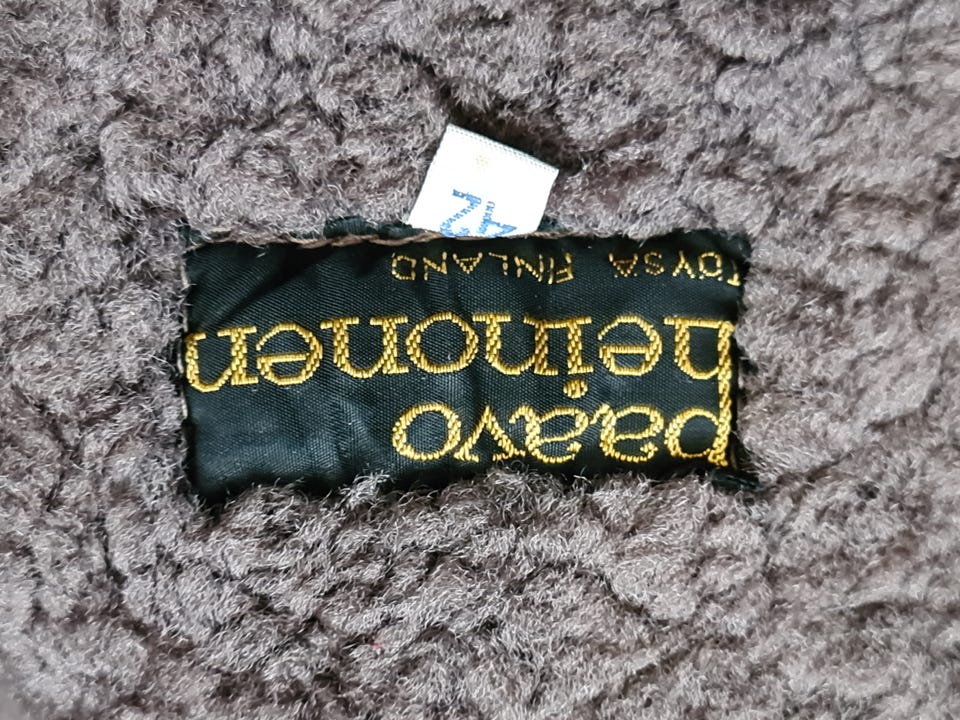 paavo
heinonen
TÖYSÄ FINLAND